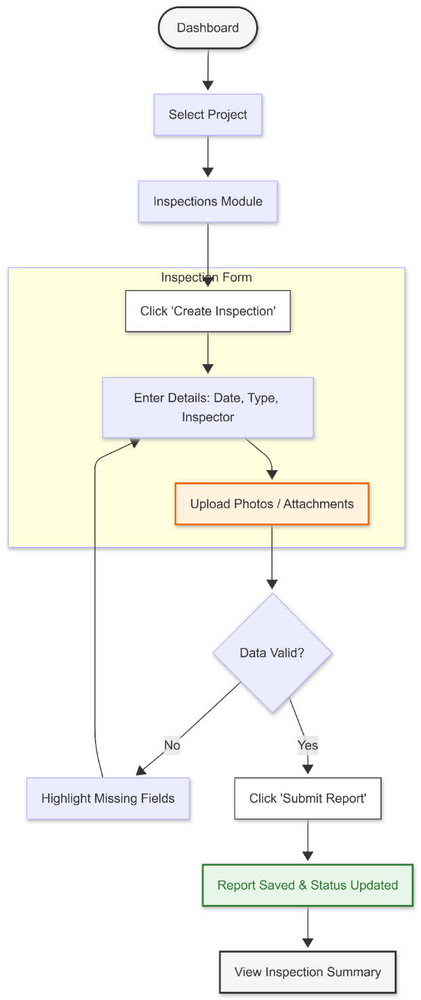 Dashboard
Select Project
Inspections Module
Inspection Form
Click 'Create Inspection'
Enter Details: Date, Type,
Inspector
Upload Photos / Attachments
Data Valid?
No
Yes
Highlight Missing Fields
Click 'Submit Report'
Report Saved & Status Updated
View Inspection Summary